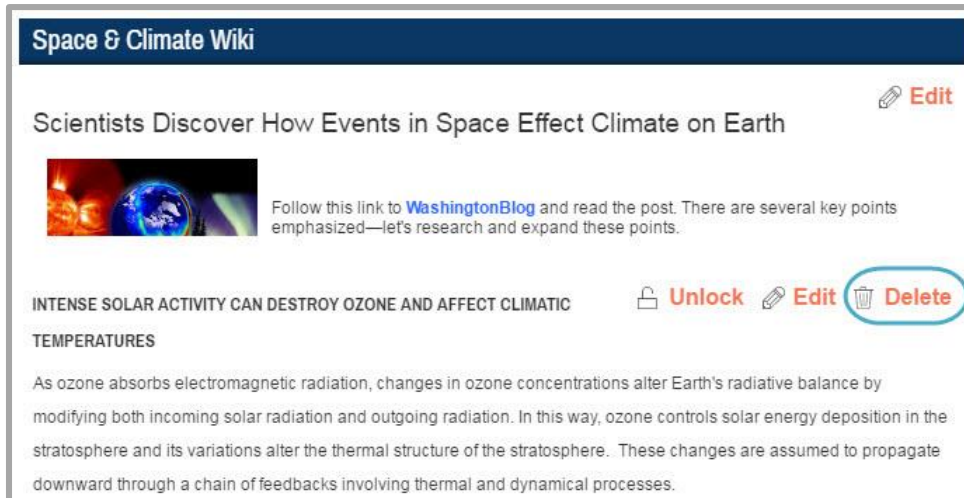 Space & Climate Wiki
Edit
Scientists Discover How Events in Space Effect Climate on Earth
Follow this link to WashingtonBlog and read the post. There are several key points
emphasized—let's research and expand these points.
Unlock Edit Delete
INTENSE SOLAR ACTIVITY CAN DESTROY OZONE AND AFFECT CLIMATIC
TEMPERATURES
As ozone absorbs electromagnetic radiation, changes in ozone concentrations alter Earth's radiative balance by
modifying both incoming solar radiation and outgoing radiation. In this way, ozone controls solar energy deposition in the
stratosphere and its variations alter the thermal structure of the stratosphere. These changes are assumed to propagate
downward through a chain of feedbacks involving thermal and dynamical processes.